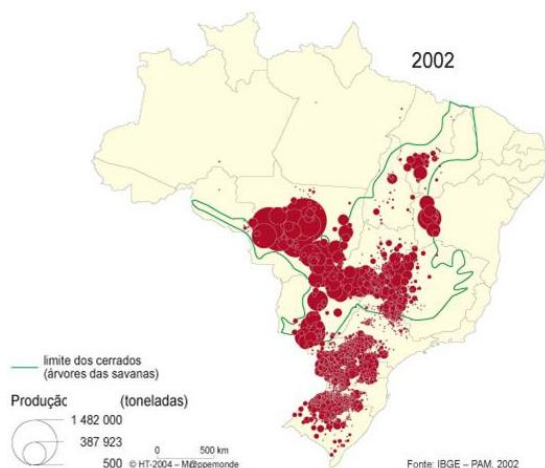 2002
limite dos cerrados
(árvores das savanas)
Produção (toneladas)
1 482 000
387 923
500
0 500 km
© HT-2004 – M@ppemonde
Fonte: IBGE – PAM, 2002